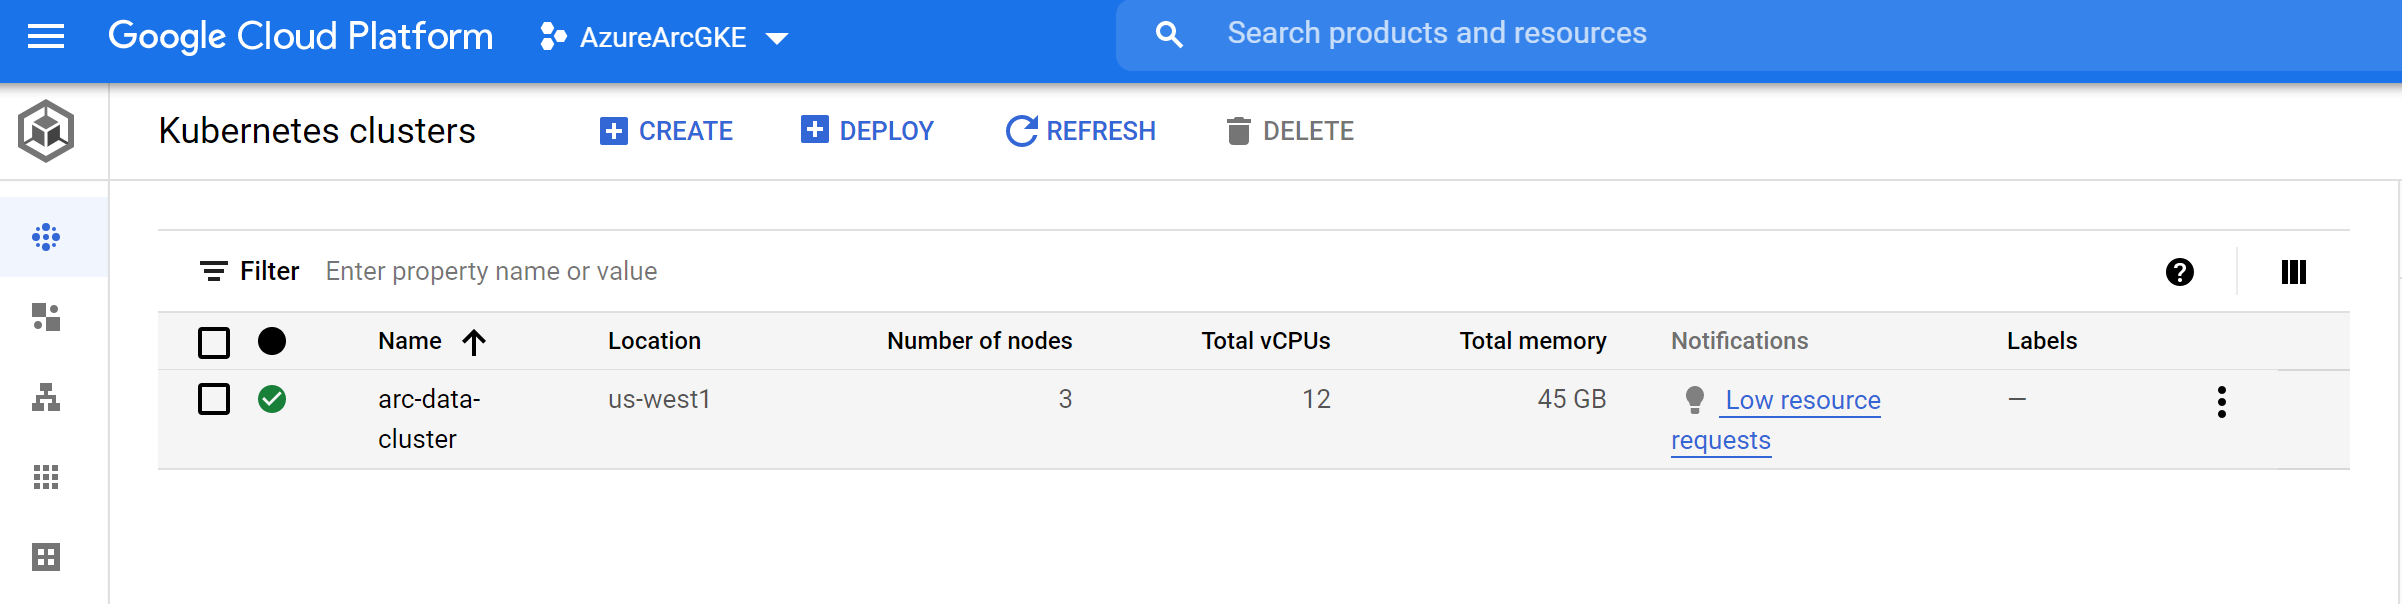 Google Cloud Platform AzureArcGKE Search products and resources
Kubernetes clusters CREATE DEPLOY REFRESH DELETE
Filter Enter property name or value
Name Location Number of nodes Total vCPUs Total memory Notifications Labels
arc-data- us-west1 3 12 45 GB Low resource —
cluster requests